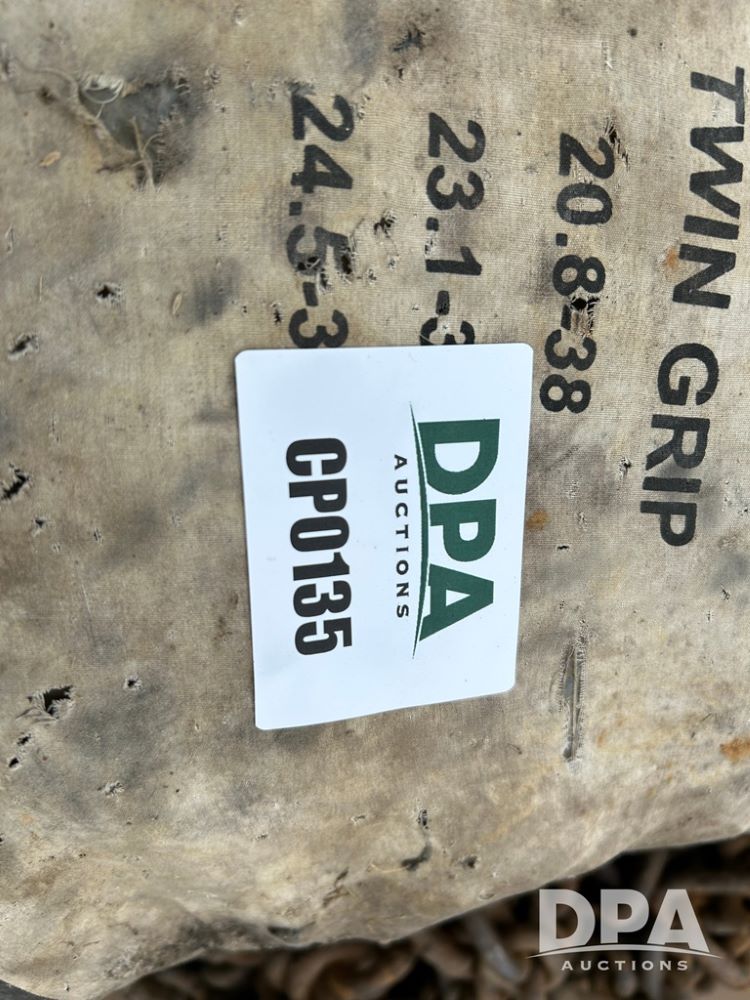 TWIN GRIP
20.8-38
23.1-3
24.5-3
DPA
AUCTIONS
CP0135
DPA
AUCTIONS